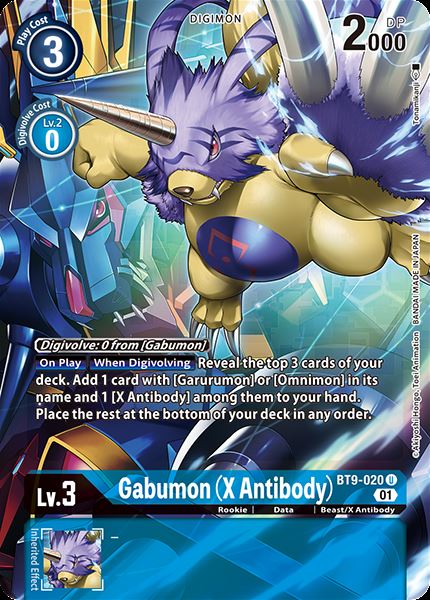 Play Cost
3
DIGIMON
DP
2000
Digivolve Cost
Lv.2
0
Tonamikanji
©Akiyoshi Hongo, Toei Animation
BANDAI MADE IN JAPAN
Digivolve: 0 from [Gabumon]
On Play When Digivolving Reveal the top 3 cards of your
deck. Add 1 card with [Garurumon] or [Omnimon] in its
name and 1 [X Antibody] among them to your hand.
Place the rest at the bottom of your deck in any order.
Lv.3
Gabumon (X Antibody)
BT9-020 U
01
Rookie | Data | Beast/X Antibody
Inherited Effect
–